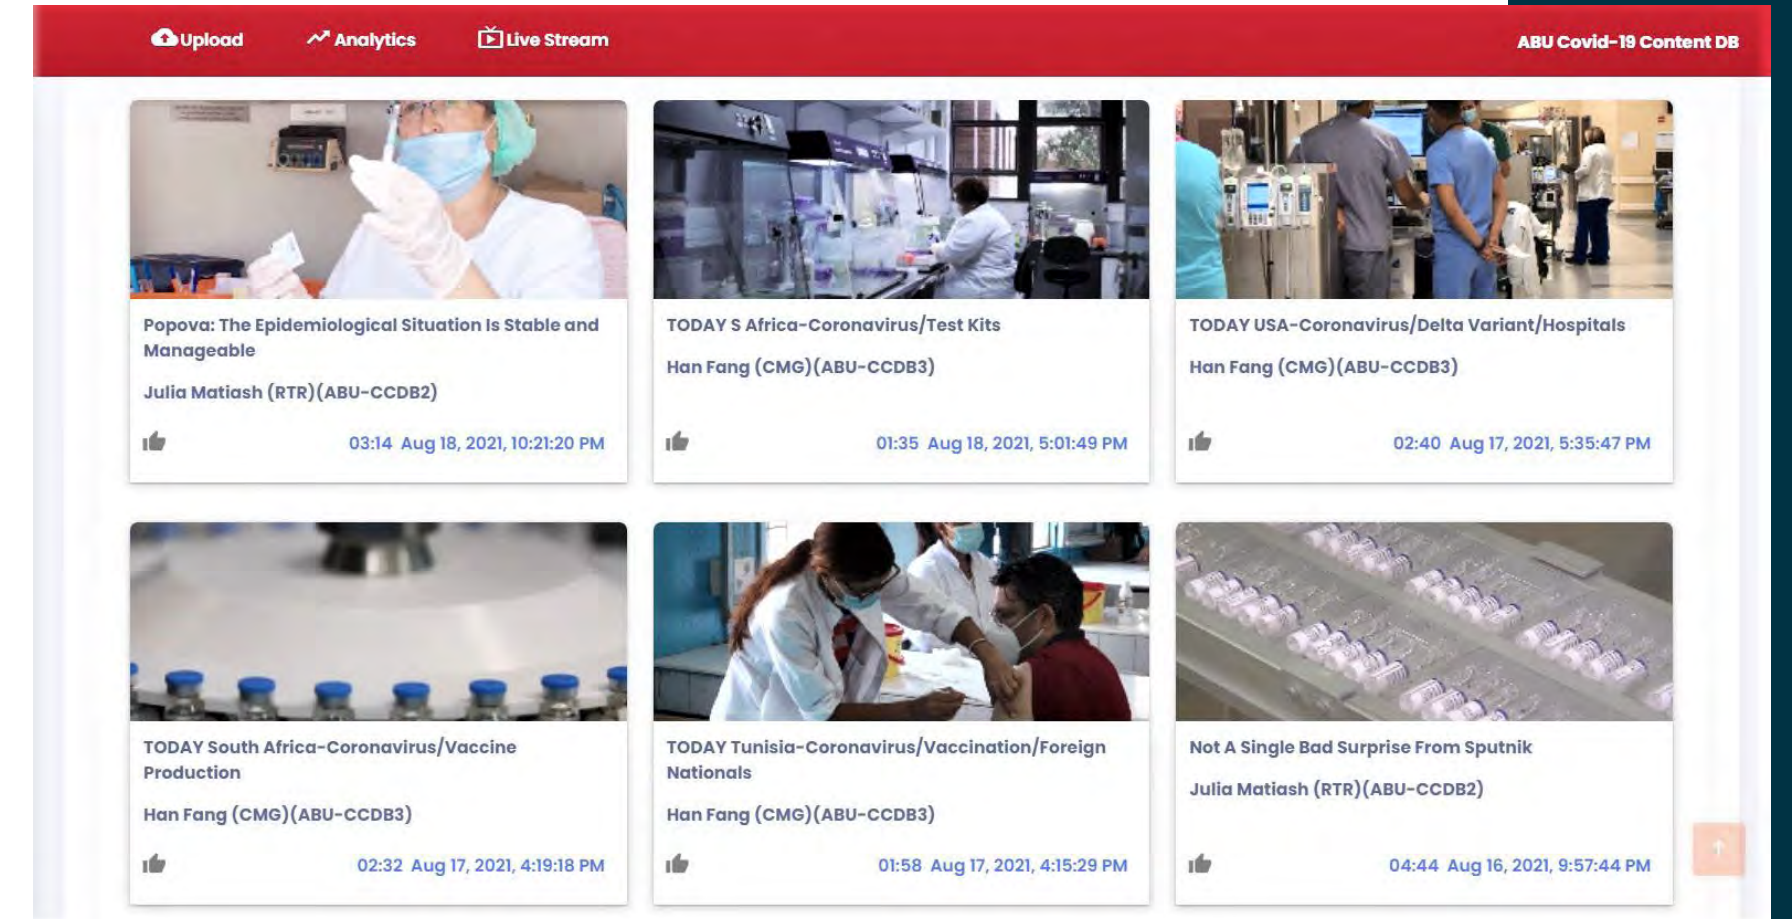 Upload
Analytics
Live Stream
ABU Covid-19 Content DB
Popova: The Epidemiological Situation Is Stable and
Manageable
Julia Matiash (RTR)(ABU-CCDB2)
03:14 Aug 18, 2021, 10:21:20 PM
TODAY S Africa-Coronavirus/Test Kits
Han Fang (CMG)(ABU-CCDB3)
01:35 Aug 18, 2021, 5:01:49 PM
TODAY USA-Coronavirus/Delta Variant/Hospitals
Han Fang (CMG)(ABU-CCDB3)
02:40 Aug 17, 2021, 5:35:47 PM
TODAY South Africa-Coronavirus/Vaccine
Production
Han Fang (CMG)(ABU-CCDB3)
02:32 Aug 17, 2021, 4:19:18 PM
TODAY Tunisia-Coronavirus/Vaccination/Foreign
Nationals
Han Fang (CMG)(ABU-CCDB3)
01:58 Aug 17, 2021, 4:15:29 PM
Not A Single Bad Surprise From Sputnik
Julia Matiash (RTR)(ABU-CCDB2)
04:44 Aug 16, 2021, 9:57:44 PM